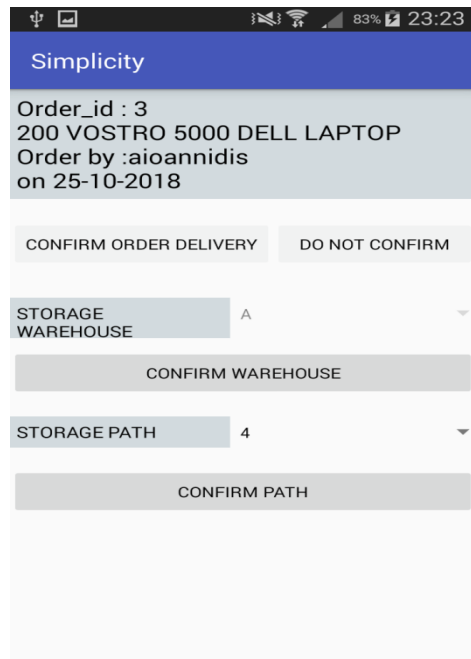 83% 23:23
Simplicity
Order_id : 3
200 VOSTRO 5000 DELL LAPTOP
Order by :aioannidis
on 25-10-2018
CONFIRM ORDER DELIVERY DO NOT CONFIRM
STORAGE
WAREHOUSE
A
CONFIRM WAREHOUSE
STORAGE PATH 4
CONFIRM PATH